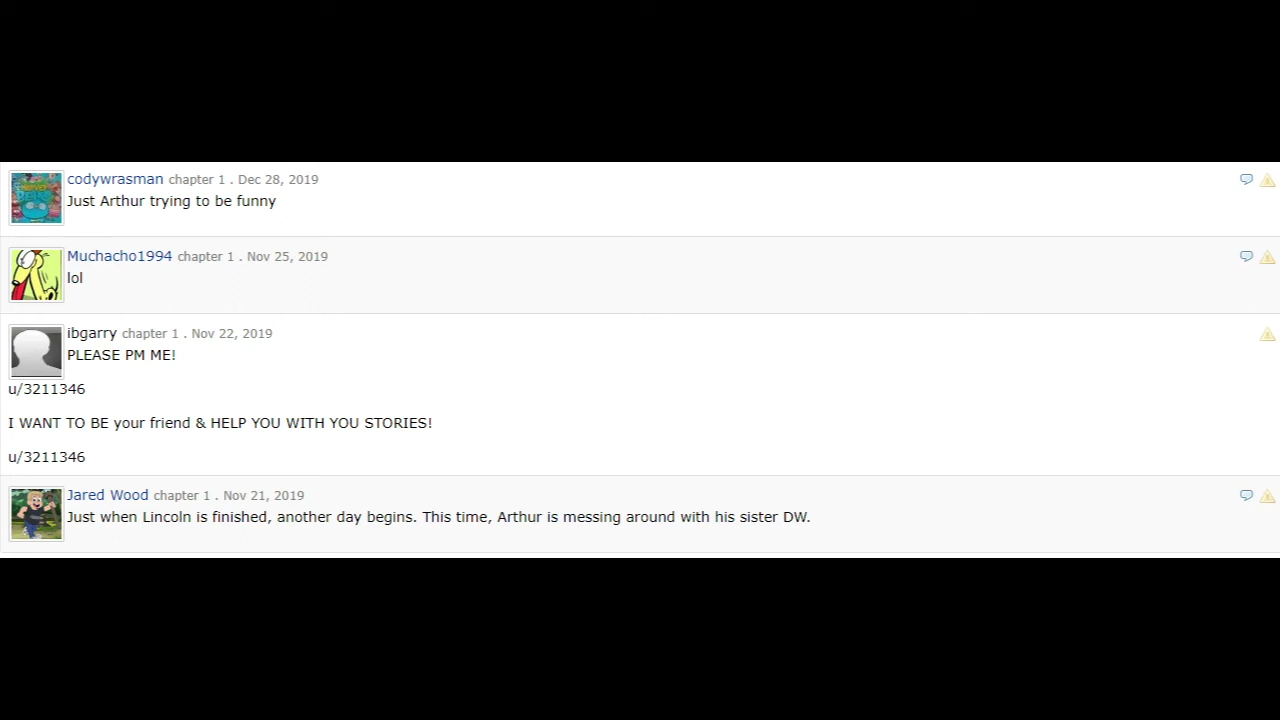 codywrasman chapter 1 . Dec 28, 2019
Just Arthur trying to be funny
Muchacho1994 chapter 1 . Nov 25, 2019
lol
ibgarry chapter 1 . Nov 22, 2019
PLEASE PM ME!
u/3211346
I WANT TO BE your friend & HELP YOU WITH YOU STORIES!
u/3211346
Jared Wood chapter 1 . Nov 21, 2019
Just when Lincoln is finished, another day begins. This time, Arthur is messing around with his sister DW.